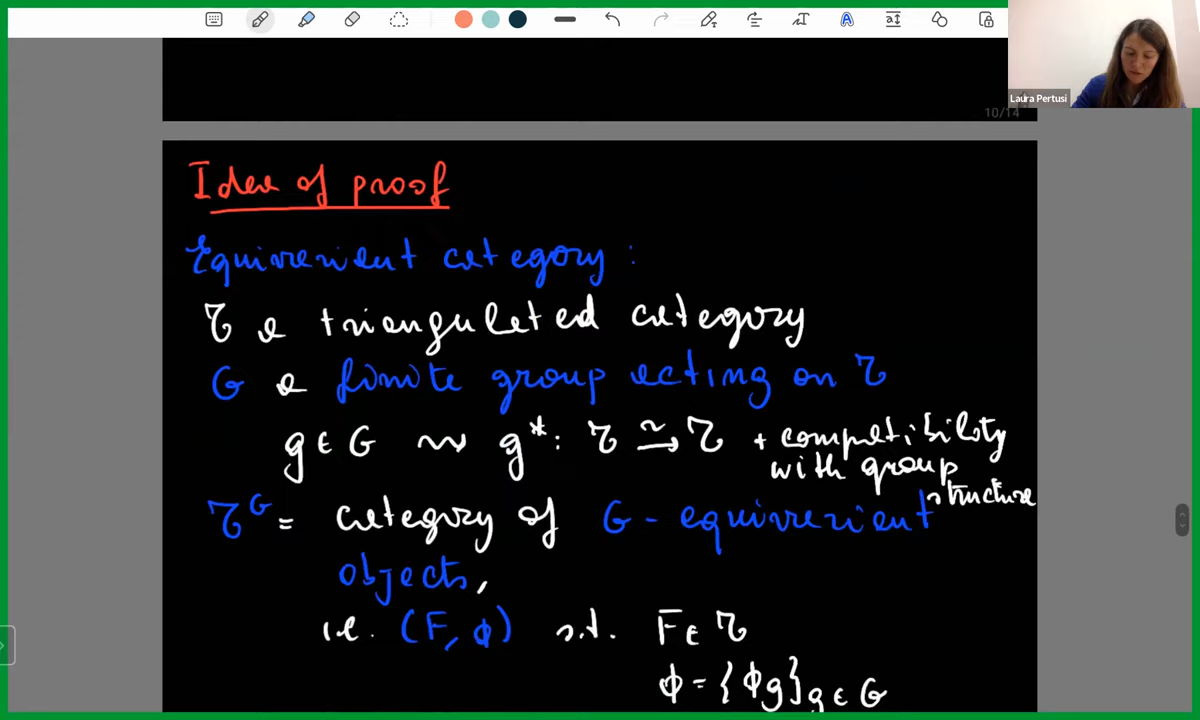 Laura Pertusi
10/14
Idea of proof
Equivariant category :
τ a triangulated category
G a finite group acting on τ
g ∈ G ⇝ g* : τ ≃→ τ + compatibility
with group
structure
τ^G = category of G - equivariant
objects,
i.e. (F, φ) s.t. F ∈ τ
φ = {φg}g ∈ G